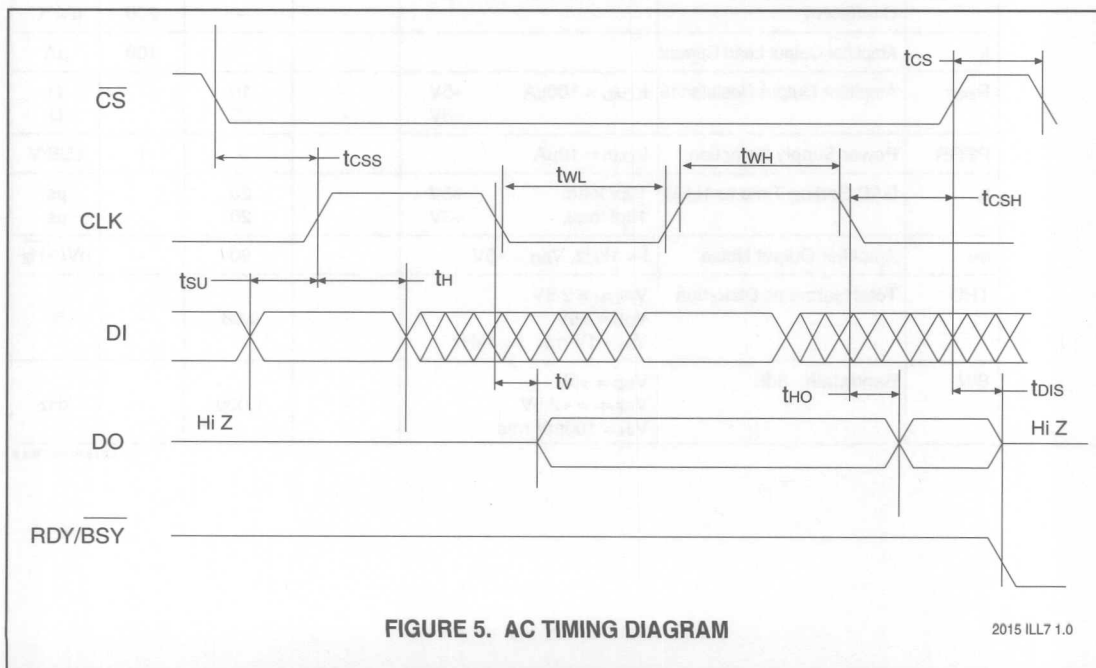 tCS
CS
tCSS
tWL
tWH
CLK
tCSH
tSU
tH
DI
tV
tHO
tDIS
Hi Z
Hi Z
DO
RDY/BSY
FIGURE 5. AC TIMING DIAGRAM
2015 ILL7 1.0